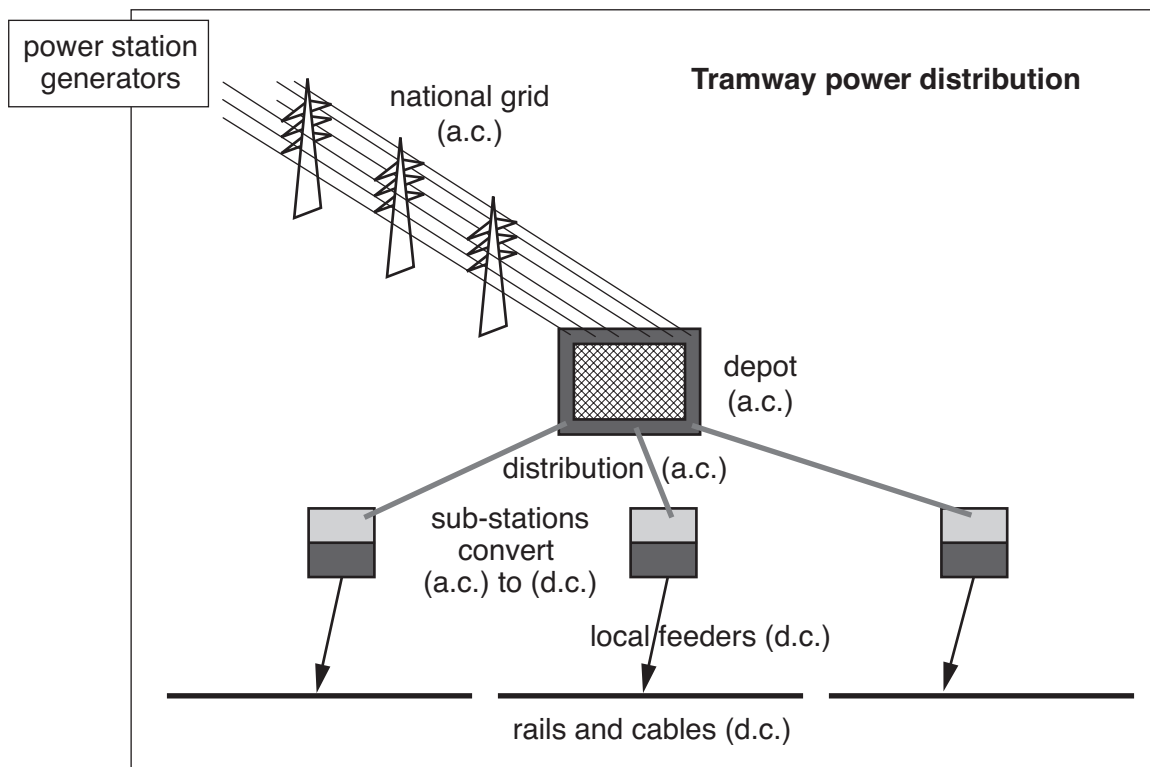 power station
generators
Tramway power distribution
national grid
(a.c.)
depot
(a.c.)
distribution (a.c.)
sub-stations
convert
(a.c.) to (d.c.)
local feeders (d.c.)
rails and cables (d.c.)